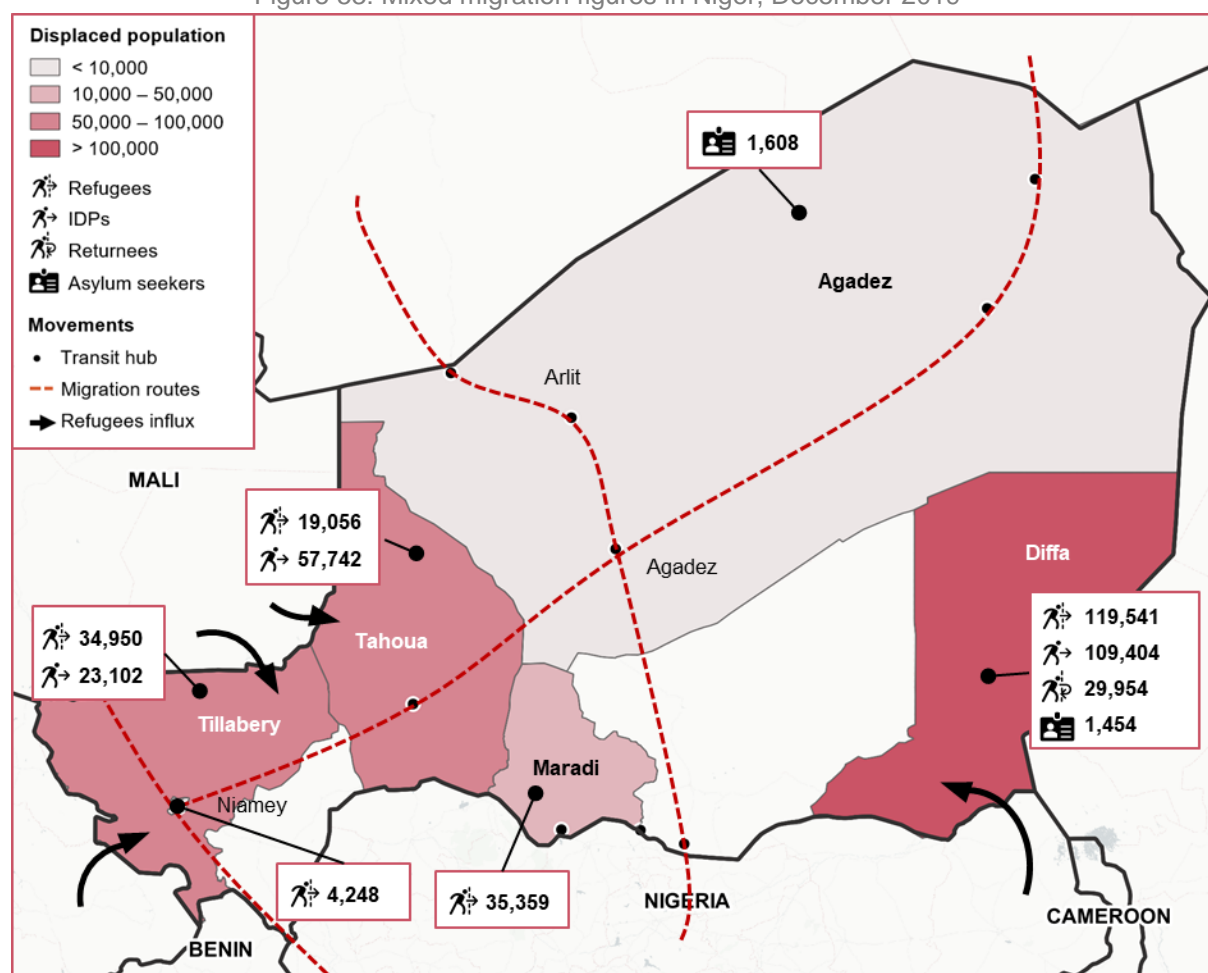 Displaced population
< 10,000
10,000 – 50,000
50,000 – 100,000
> 100,000
Refugees
IDPs
Returnees
Asylum seekers
Movements
Transit hub
Migration routes
Refugees influx
1,608
Agadez
Arlit
MALI
19,056
57,742
Agadez
Diffa
34,950
23,102
Tahoua
119,541
109,404
29,954
1,454
Tillabery
Maradi
Niamey
4,248
35,359
NIGERIA
CAMEROON
BENIN